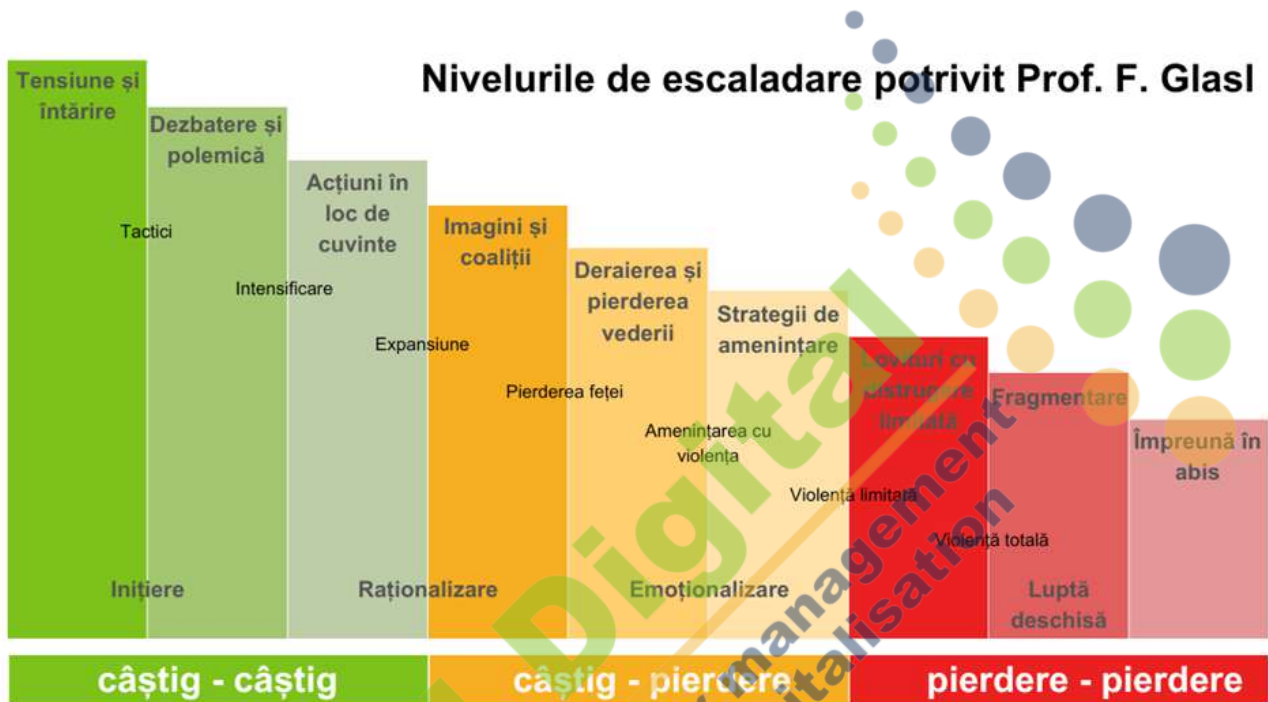 Nivelurile de escaladare potrivit Prof. F. Glasl
Tensiune și
întărire
Dezbatere și
polemică
Acțiuni în
loc de
cuvinte
Imagini și
coaliții
Deraierea și
pierderea
vederii
Strategii de
amenințare
Lovituri cu
distrugere
limitată
Fragmentare
Împreună în
abis
Tactici
Intensificare
Expansiune
Pierderea feței
Amenințarea cu
violența
Violență limitată
Violență totală
Inițiere
Raționalizare
Emoționalizare
Luptă
deschisă
câștig - câștig
câștig - pierdere
pierdere - pierdere
Digital
management